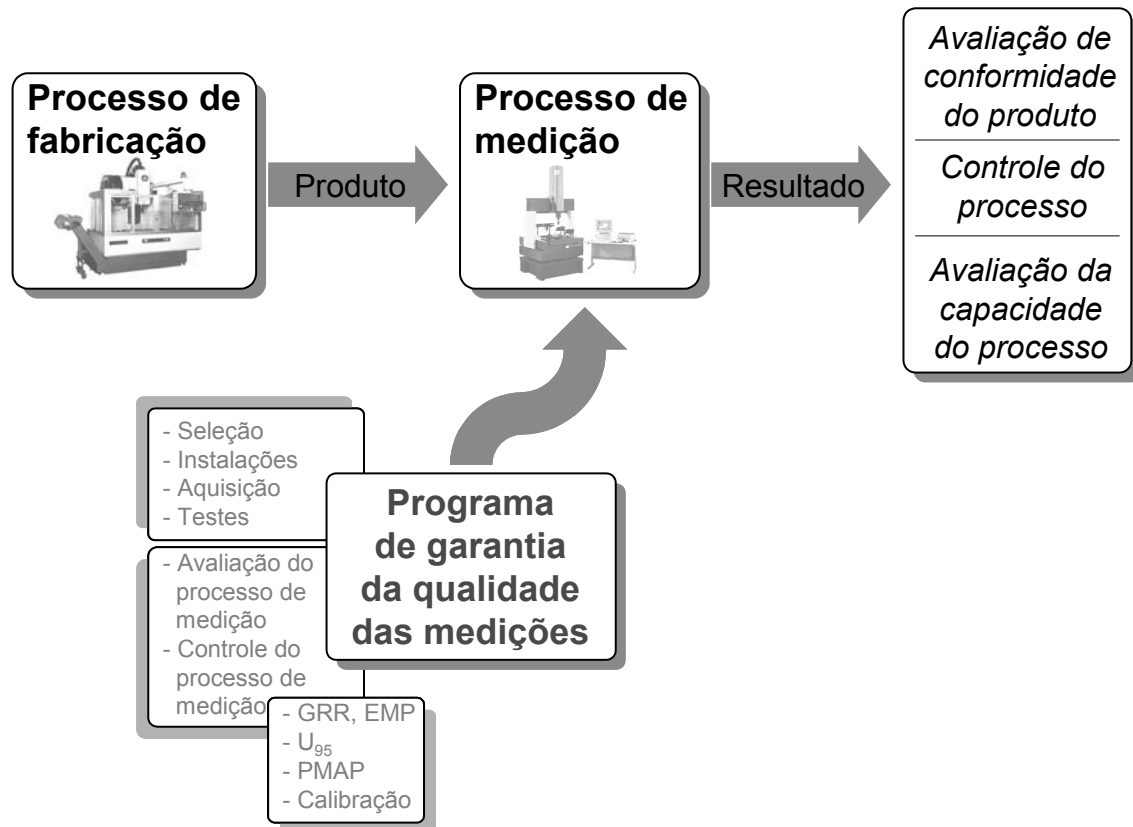 Processo de
fabricação
Produto
Processo de
medição
Resultado
Avaliação de
conformidade
do produto
Controle do
processo
Avaliação da
capacidade
do processo
- Seleção
- Instalações
- Aquisição
- Testes
- Avaliação do
processo de
medição
- Controle do
processo de
medição
- GRR, EMP
- U95
- PMAP
- Calibração
Programa
de garantia
da qualidade
das medições